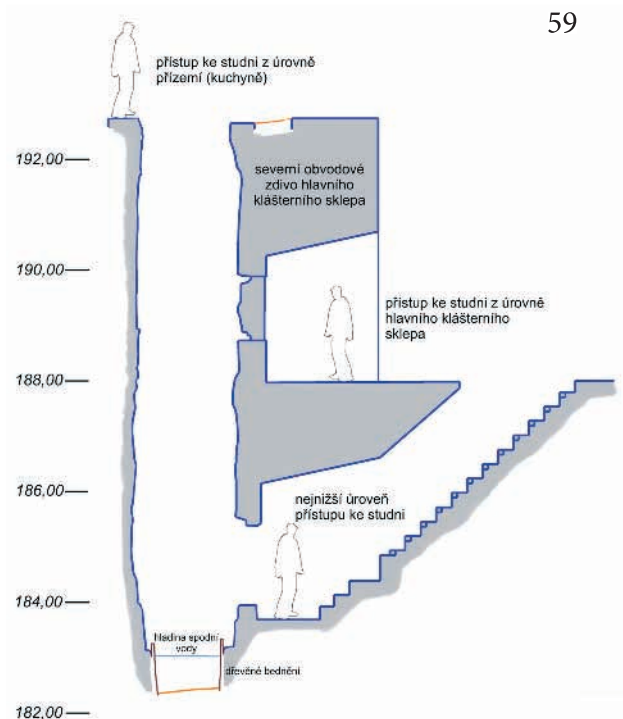 59
přístup ke studni z úrovně
přízemí (kuchyně)
192,00
severní obvodové
zdivo hlavního
klášterního sklepa
190,00
přístup ke studni z úrovně
hlavního klášterního
sklepa
188,00
186,00
nejnižší úroveň
přístupu ke studni
184,00
hladina spodní
vody
dřevěné bednění
182,00